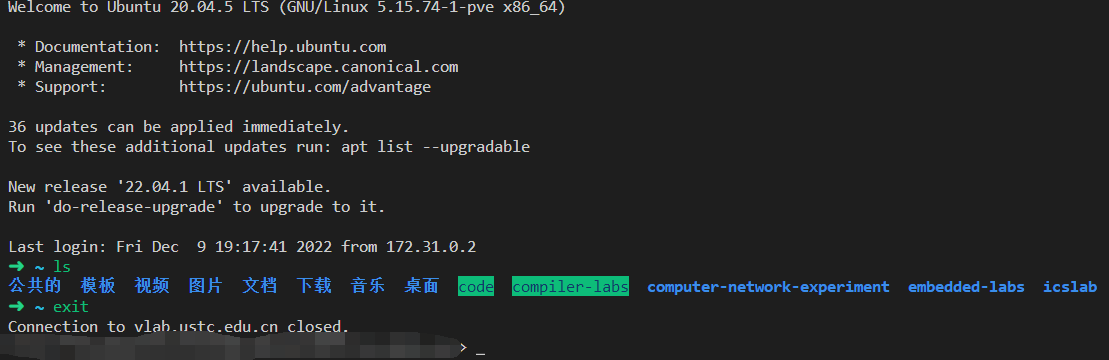 Welcome to Ubuntu 20.04.5 LTS (GNU/Linux 5.15.74-1-pve x86_64)
* Documentation:  https://help.ubuntu.com
* Management:     https://landscape.canonical.com
* Support:        https://ubuntu.com/advantage
36 updates can be applied immediately.
To see these additional updates run: apt list --upgradable
New release '22.04.1 LTS' available.
Run 'do-release-upgrade' to upgrade to it.
Last login: Fri Dec  9 19:17:41 2022 from 172.31.0.2
➜ ~ ls
公共的 模板 视频 图片 文档 下载 音乐 桌面 code compiler-labs computer-network-experiment embedded-labs icslab
➜ ~ exit
Connection to vlab.ustc.edu.cn closed.
> _